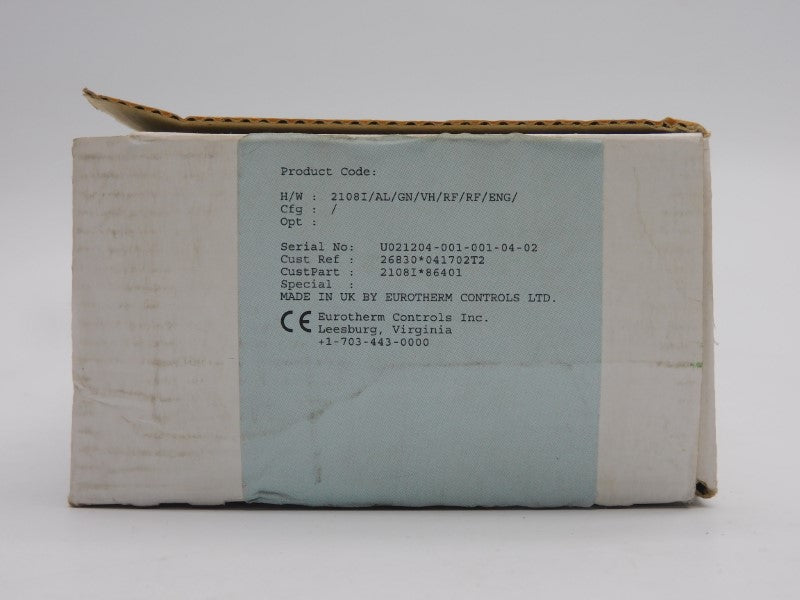 Product Code:
H/W : 2108I/AL/GN/VH/RF/RF/ENG/
Cfg : /
Opt :
Serial No: U021204-001-001-04-02
Cust Ref : 26830*041702T2
CustPart : 2108I*86401
Special :
MADE IN UK BY EUROTHERM CONTROLS LTD.
CE Eurotherm Controls Inc.
Leesburg, Virginia
+1-703-443-0000